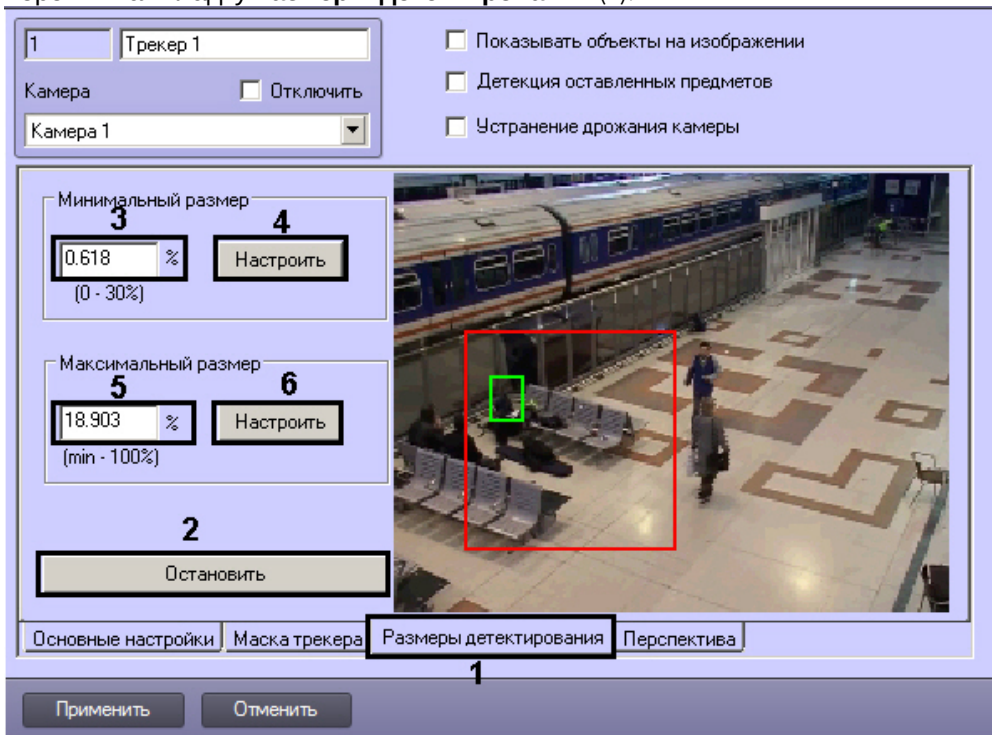 1 Трекер 1
Камера Отключить
Камера 1
Показывать объекты на изображении
Детекция оставленных предметов
Устранение дрожания камеры
Минимальный размер
3 4
0.618 % Настроить
(0 - 30%)
Максимальный размер
5 6
18.903 % Настроить
(min - 100%)
2
Остановить
Основные настройки Маска трекера Размеры детектирования Перспектива
1
Применить Отменить